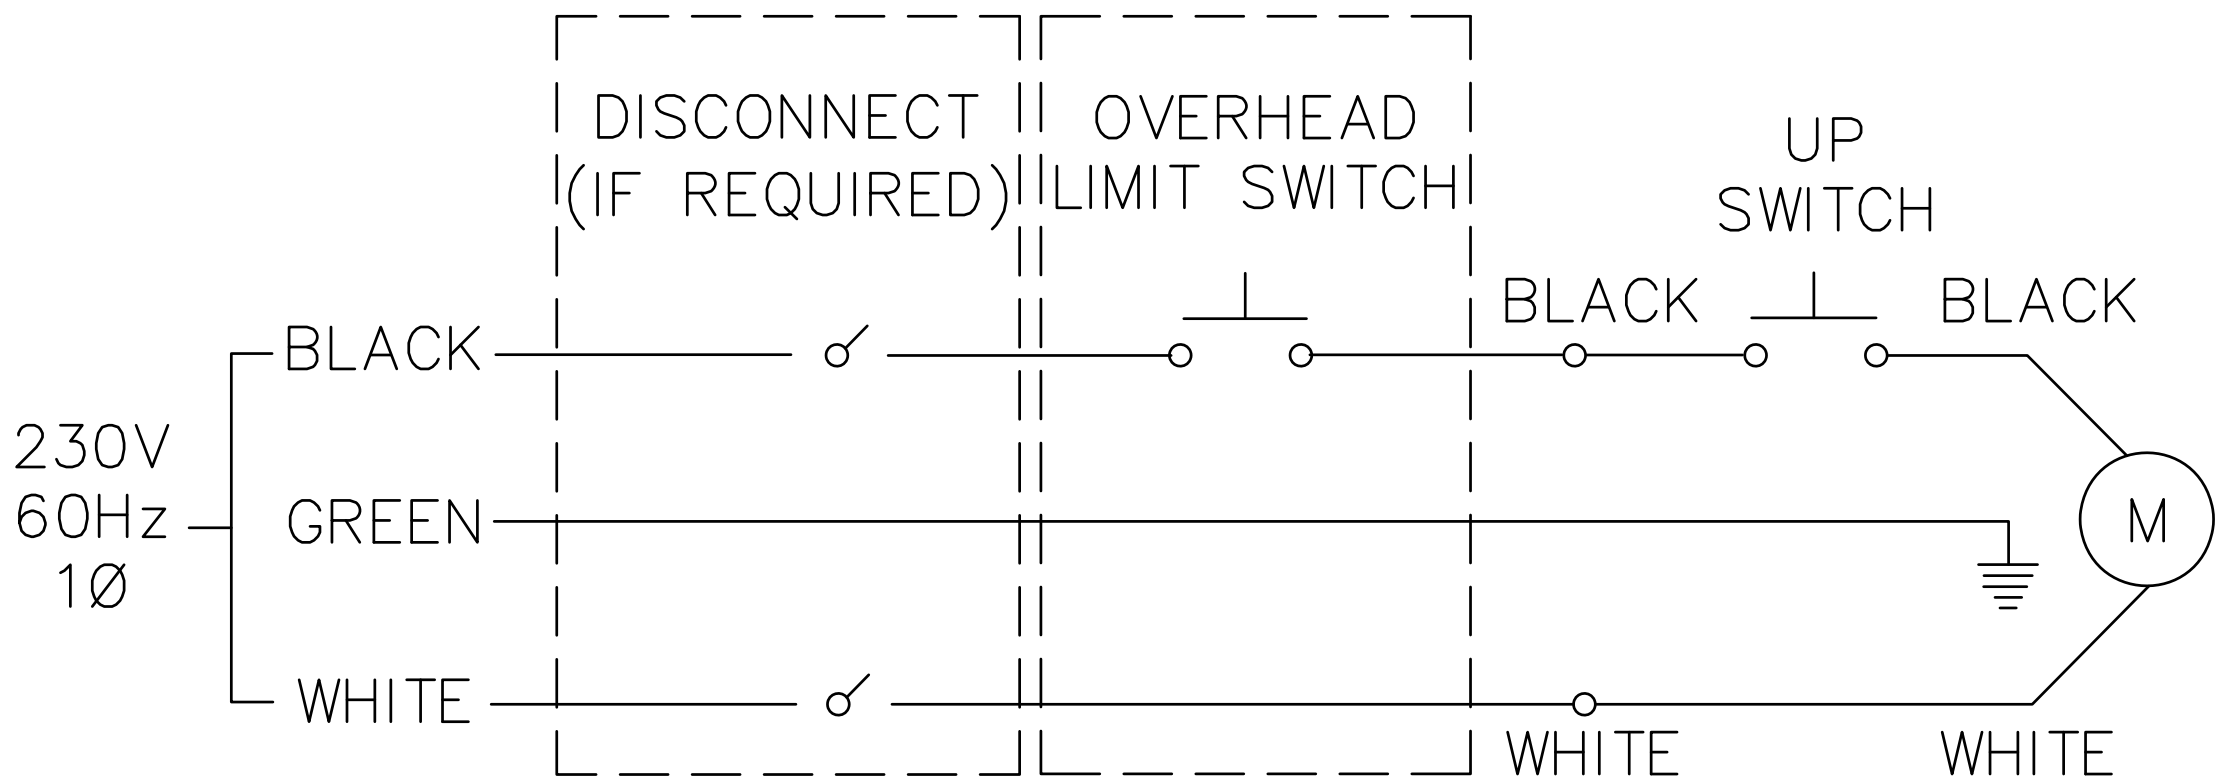 DISCONNECT
(IF REQUIRED)
OVERHEAD
LIMIT SWITCH
UP
SWITCH
BLACK
BLACK
BLACK
230V
60Hz
1Ø
GREEN
M
WHITE
WHITE
WHITE